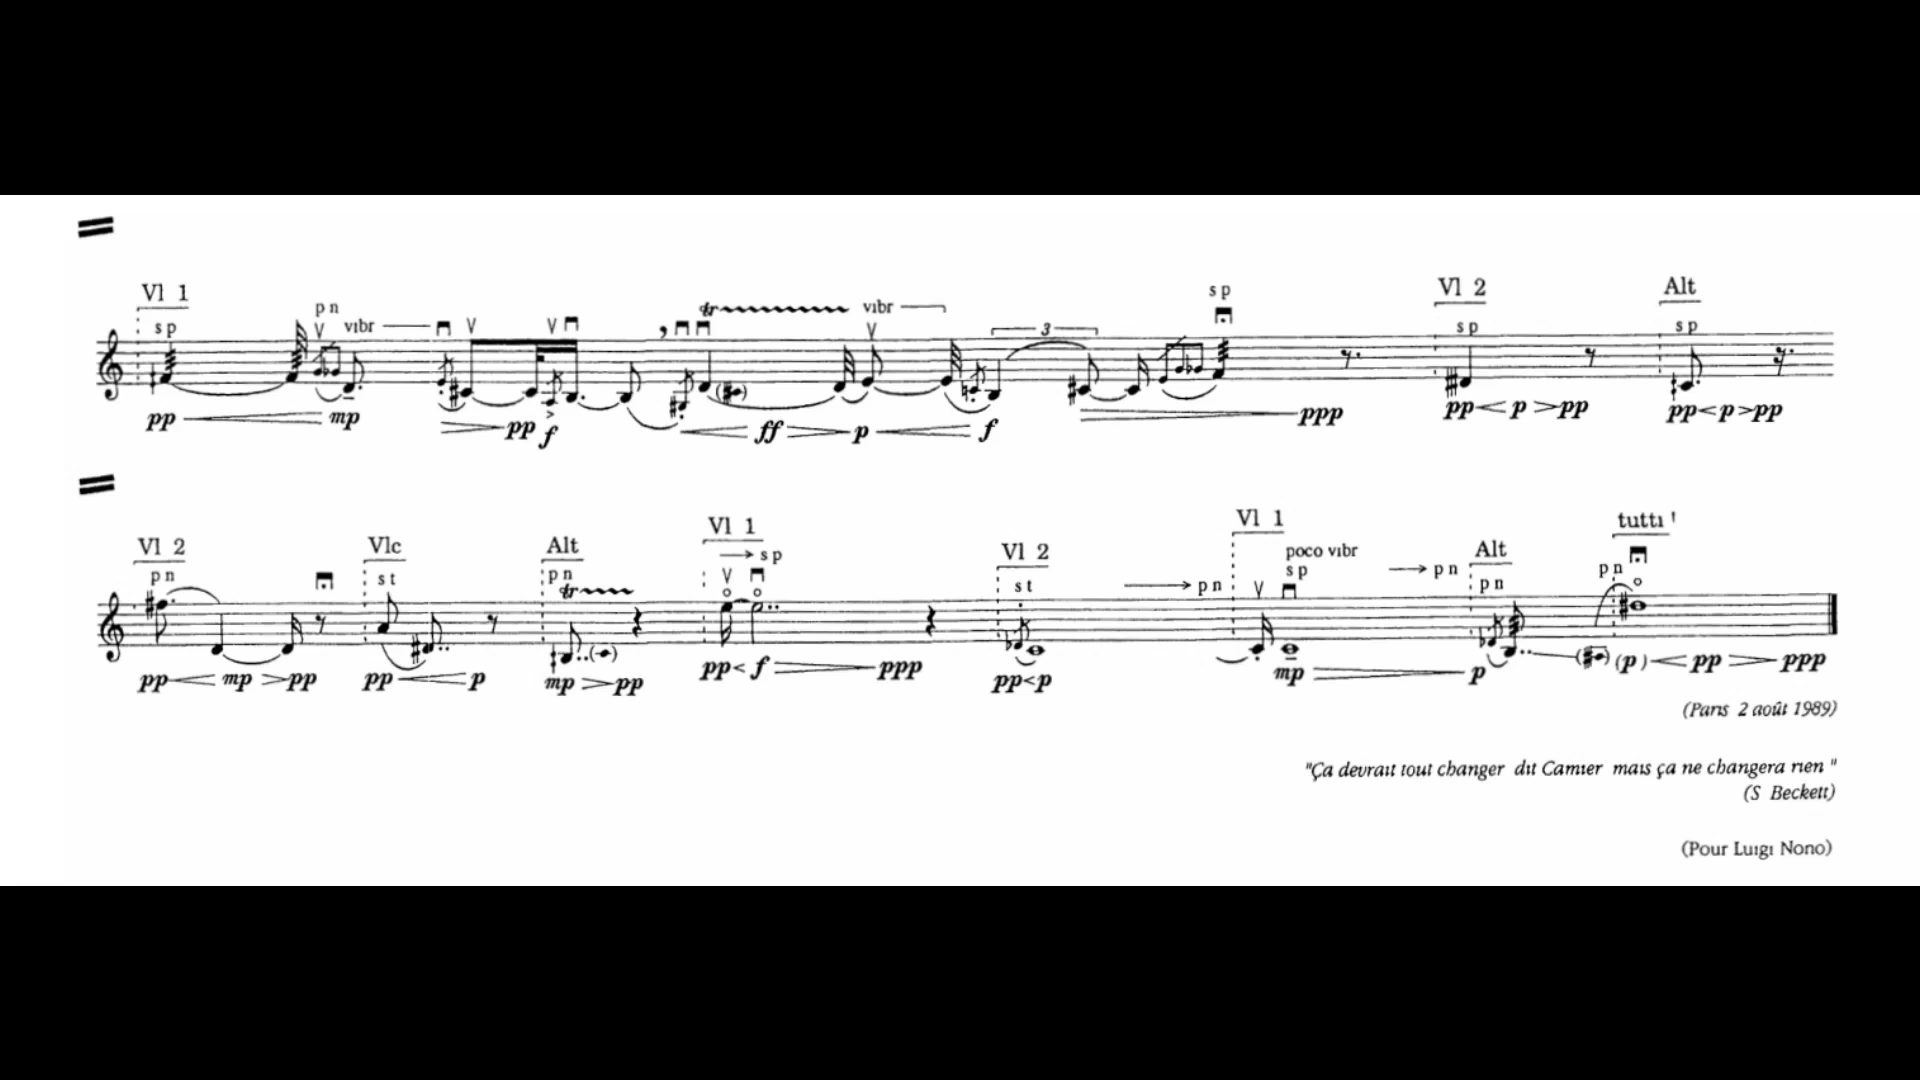 Vl 1
Vl 2
Alt
s p
p n
vibr
tr
vibr
3
s p
s p
s p
pp mp pp f ff p f ppp pp p pp pp p pp
Vl 2
Vlc
Alt
Vl 1
Vl 2
Vl 1
Alt
tutti !
p n
s t
p n
tr
s p
s t
p n
poco vibr
s p
p n
p n
p n
pp mp pp pp p mp pp pp f ppp pp p mp p (p) pp ppp
(Paris 2 août 1989)
"Ça devrait tout changer dit Camier mais ça ne changera rien "
(S Beckett)
(Pour Luigi Nono)